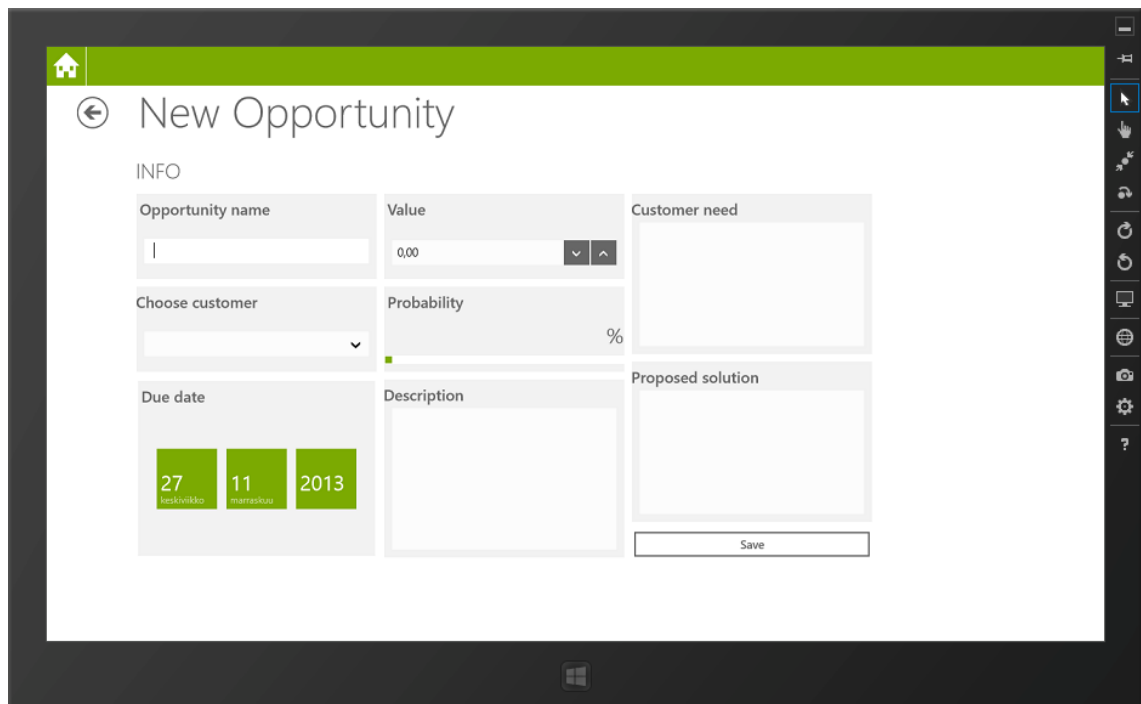 New Opportunity
INFO
Opportunity name
Choose customer
Due date
27
keskiviikko
11
marraskuu
2013
Value
0,00
Probability
%
Description
Customer need
Proposed solution
Save
?